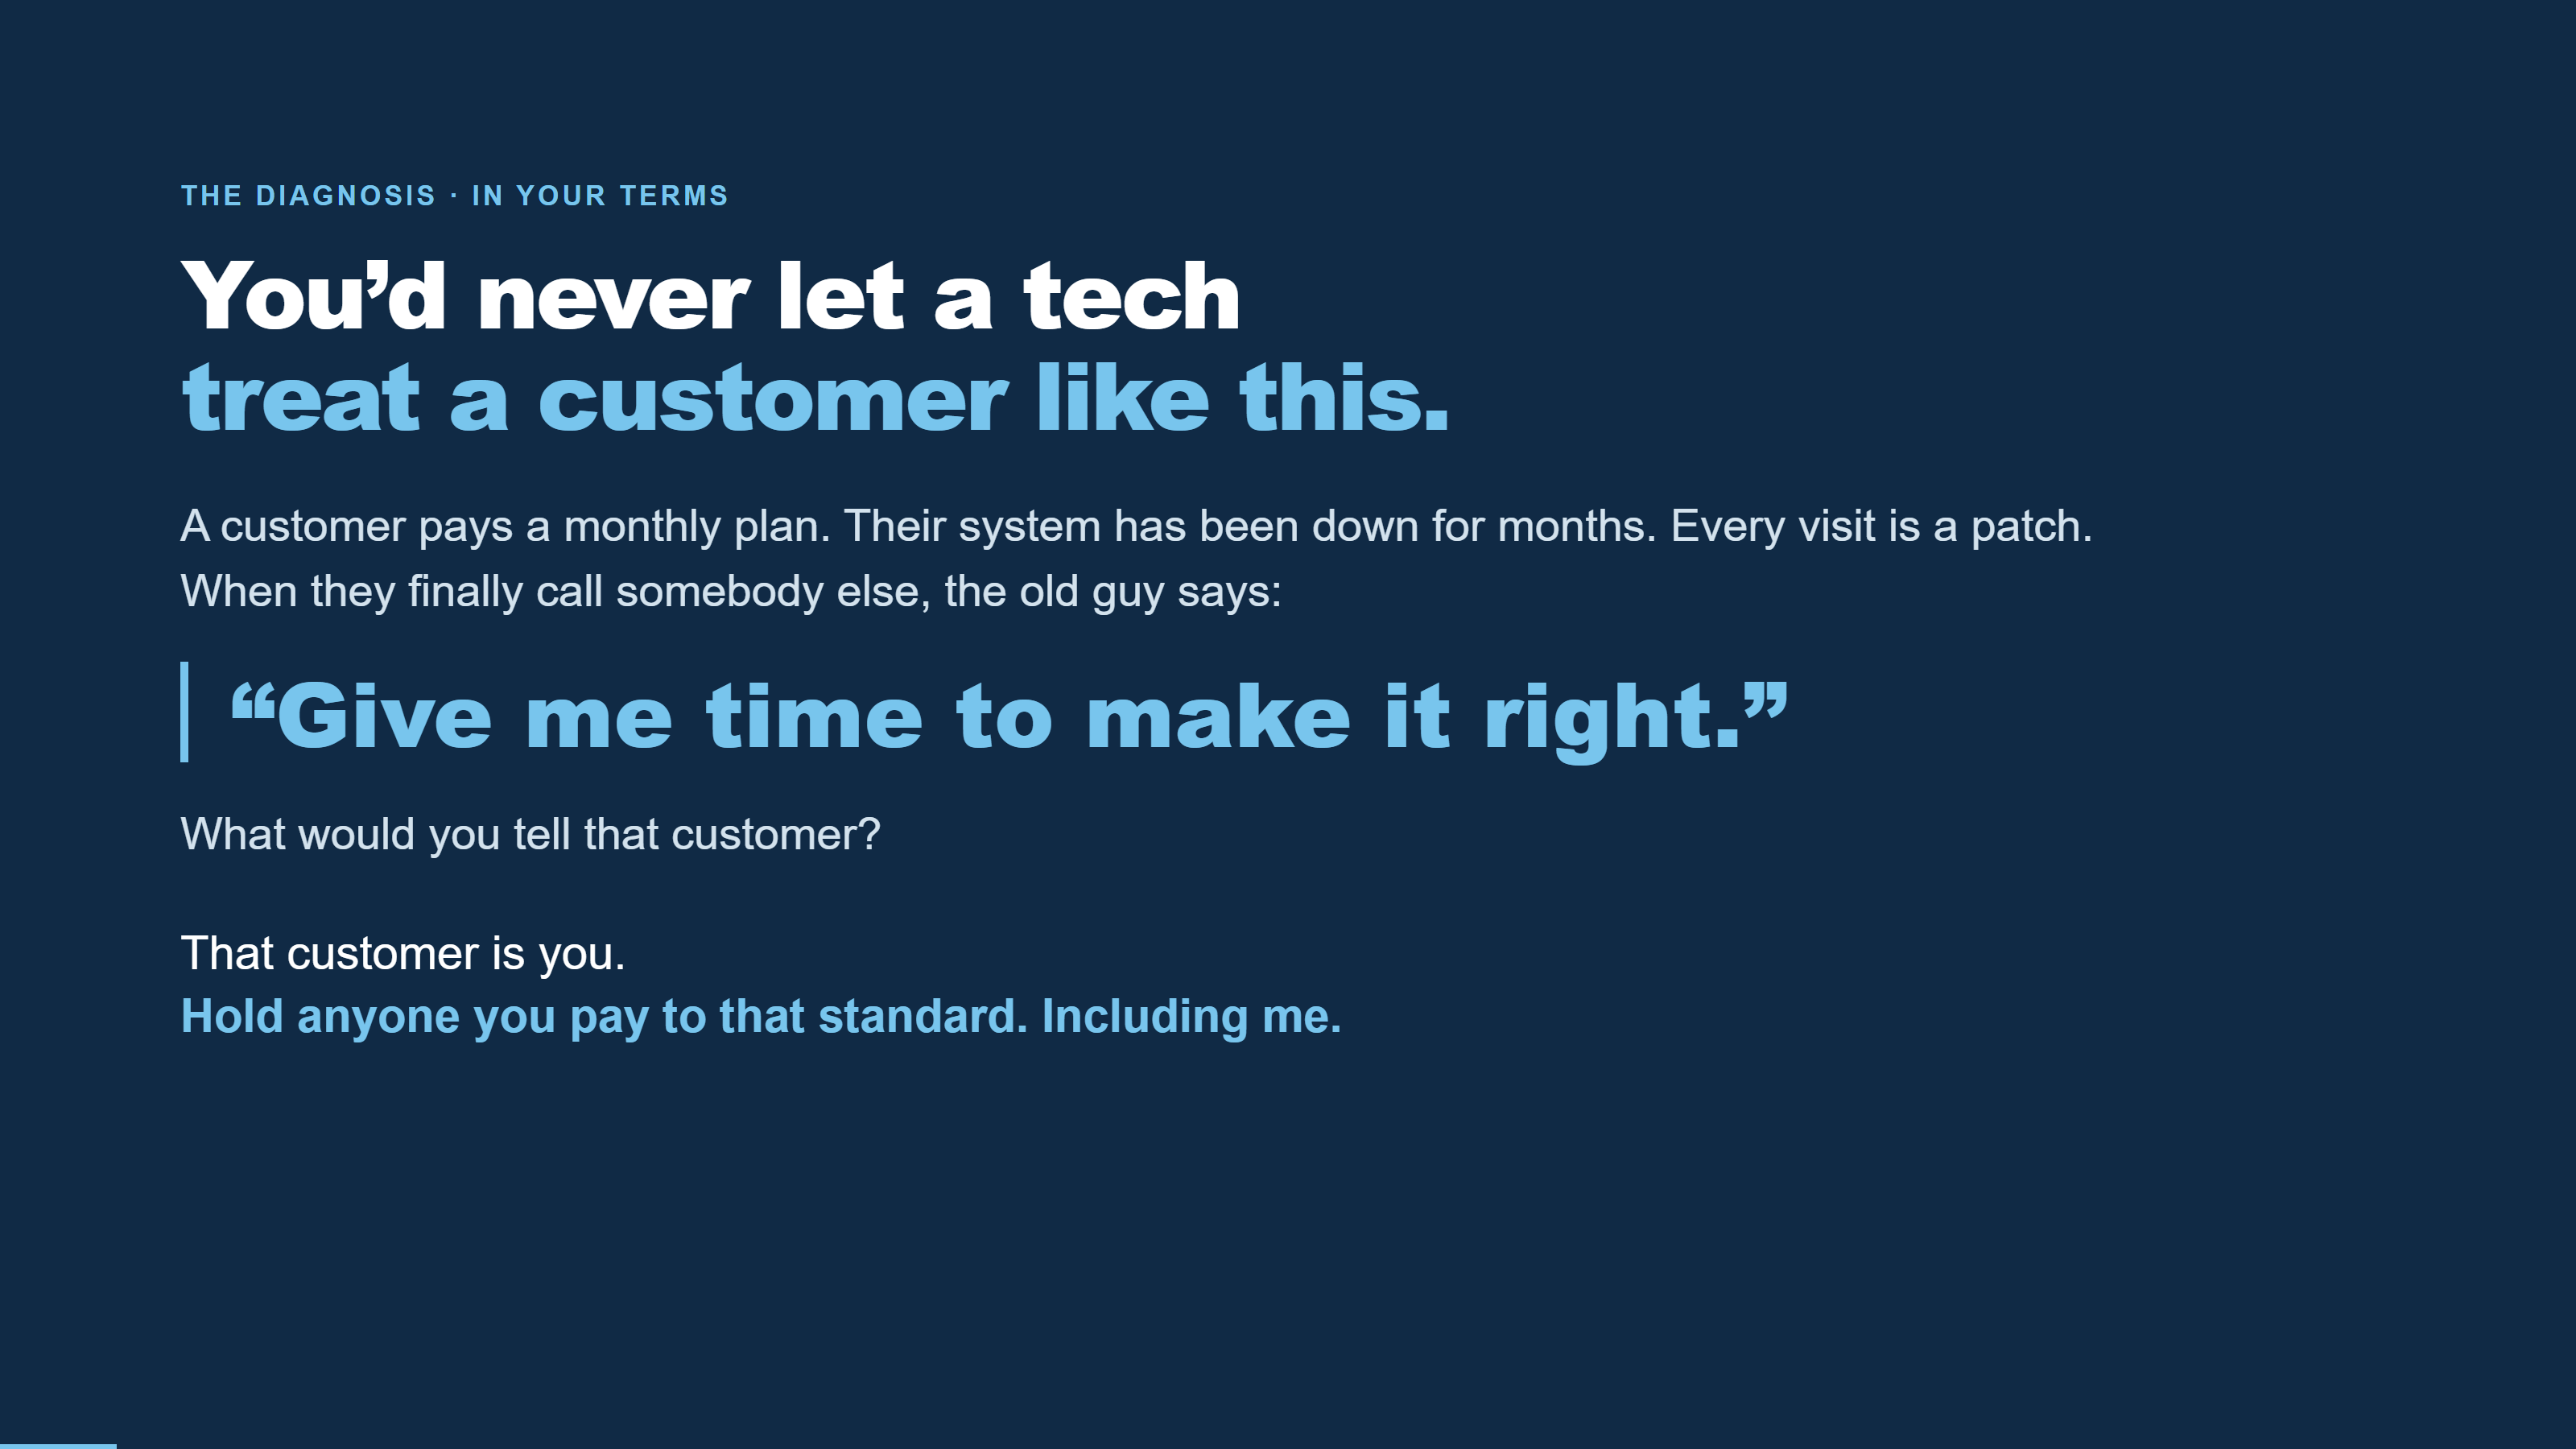 THE DIAGNOSIS · IN YOUR TERMS
You’d never let a tech
treat a customer like this.
A customer pays a monthly plan. Their system has been down for months. Every visit is a patch.
When they finally call somebody else, the old guy says:
“Give me time to make it right.”
What would you tell that customer?
That customer is you.
Hold anyone you pay to that standard. Including me.